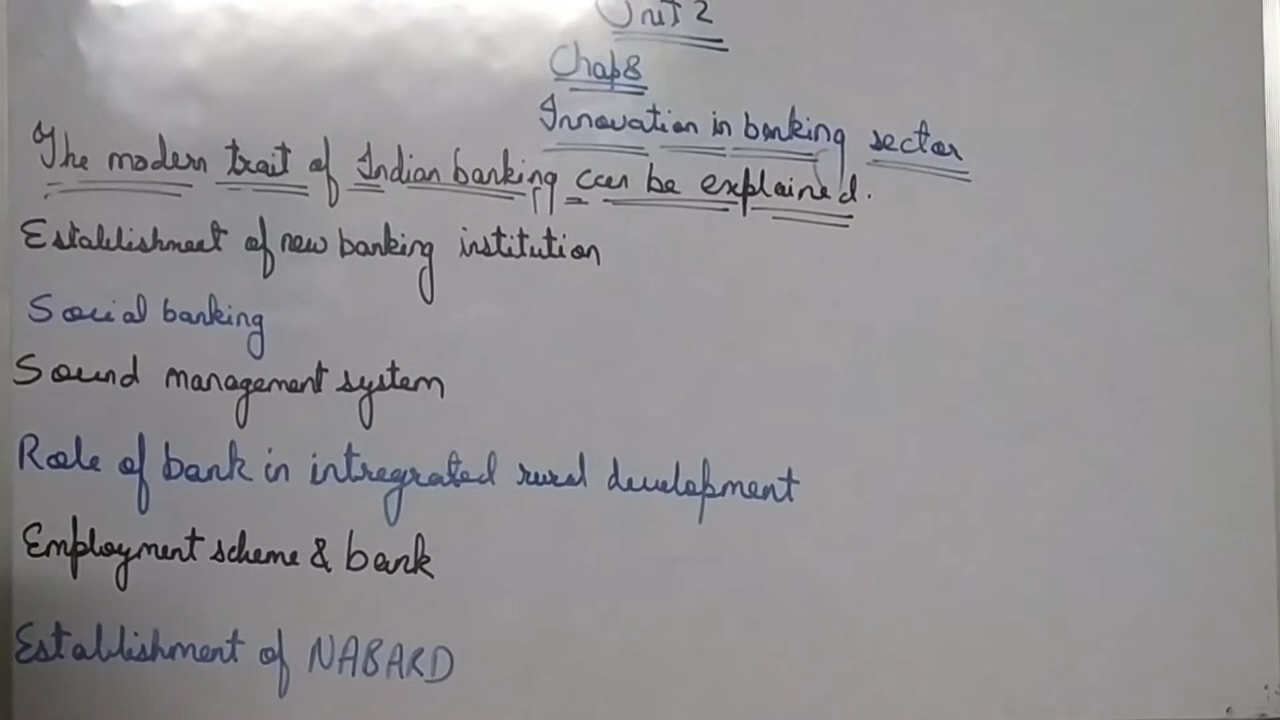 Unit 2
Chap 8
Innovation in banking sector
The modern trait of Indian banking can be explained.
Establishment of new banking institution
Social banking
Sound management system
Role of bank in intregrated rural development
Employment scheme & bank
Establishment of NABARD